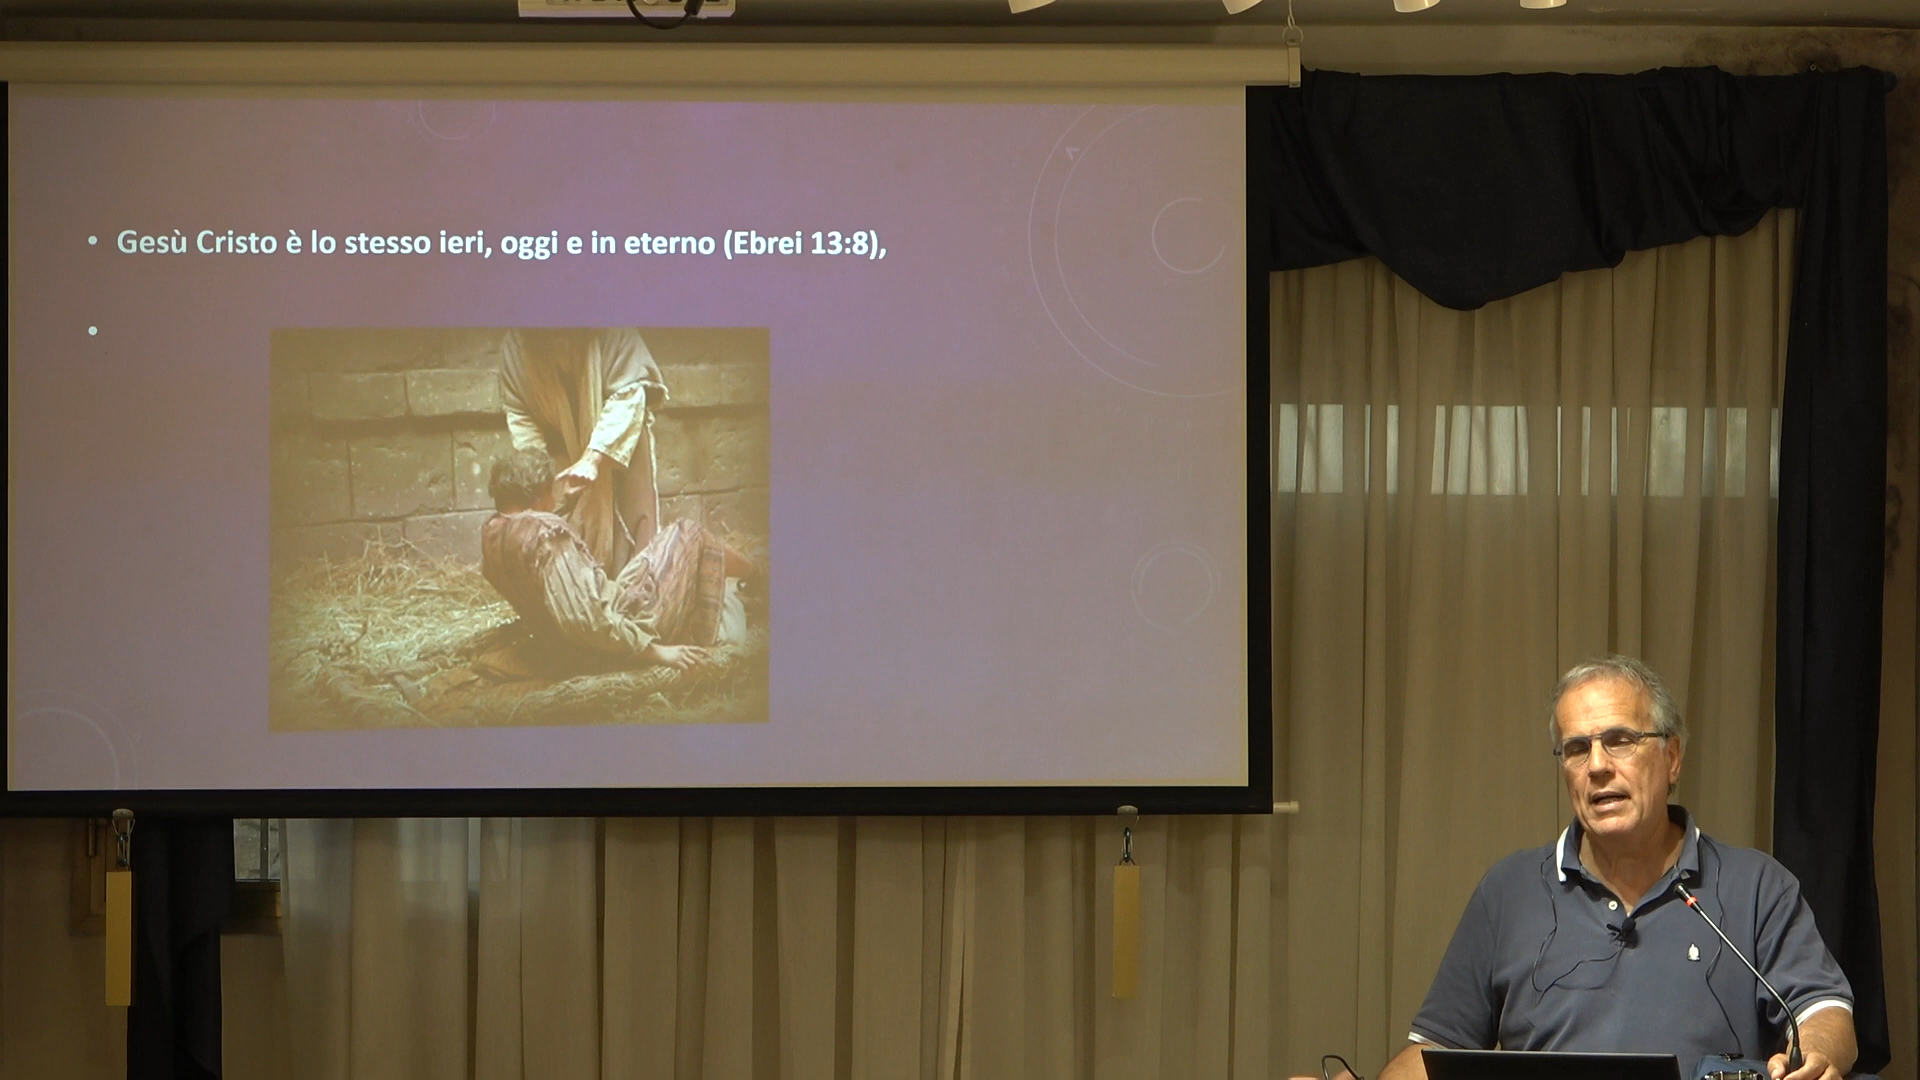 • Gesù Cristo è lo stesso ieri, oggi e in eterno (Ebrei 13:8),
•